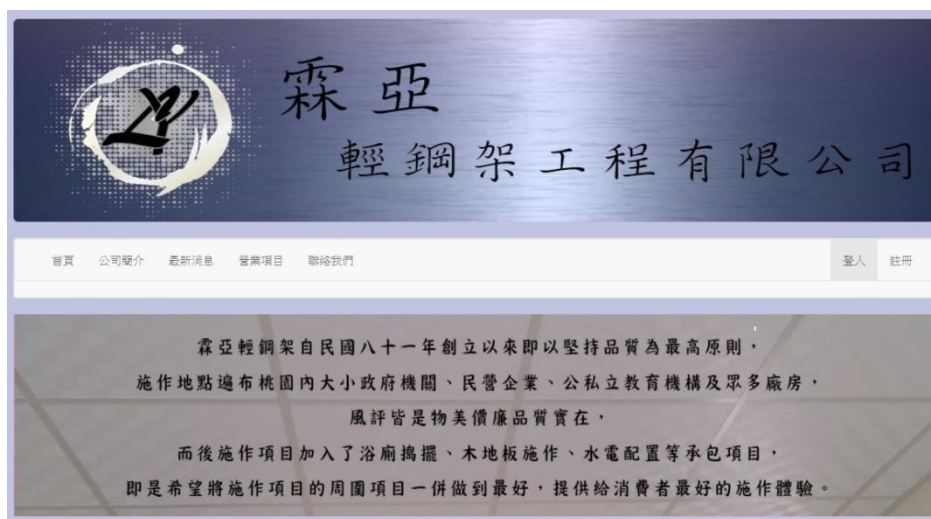 霖亞
輕鋼架工程有限公司
首頁 公司簡介 最新消息 營業項目 聯絡我們 登入 註冊
霖亞輕鋼架自民國八十一年創立以來即以堅持品質為最高原則，
施作地點遍布桃園內大小政府機關、民營企業、公私立教育機構及眾多廠房，
風評皆是物美價廉品質實在，
而後施作項目加入了浴廁搗擺、木地板施作、水電配置等承包項目，
即是希望將施作項目的周圍項目一併做到最好，提供給消費者最好的施作體驗。